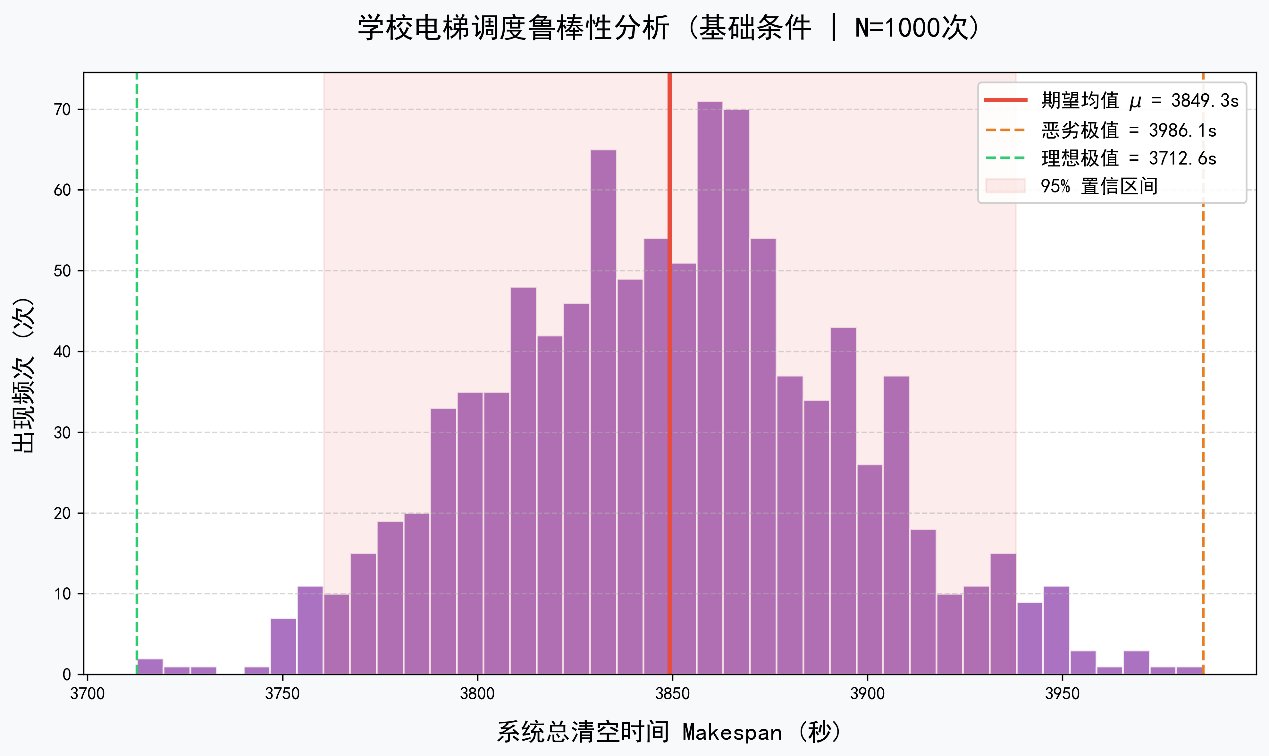 学校电梯调度鲁棒性分析 (基础条件 | N=1000次)
期望均值 μ = 3849.3s
恶劣极值 = 3986.1s
理想极值 = 3712.6s
95% 置信区间
出现频次 (次)
70
60
50
40
30
20
10
0
3700 3750 3800 3850 3900 3950
系统总清空时间 Makespan (秒)